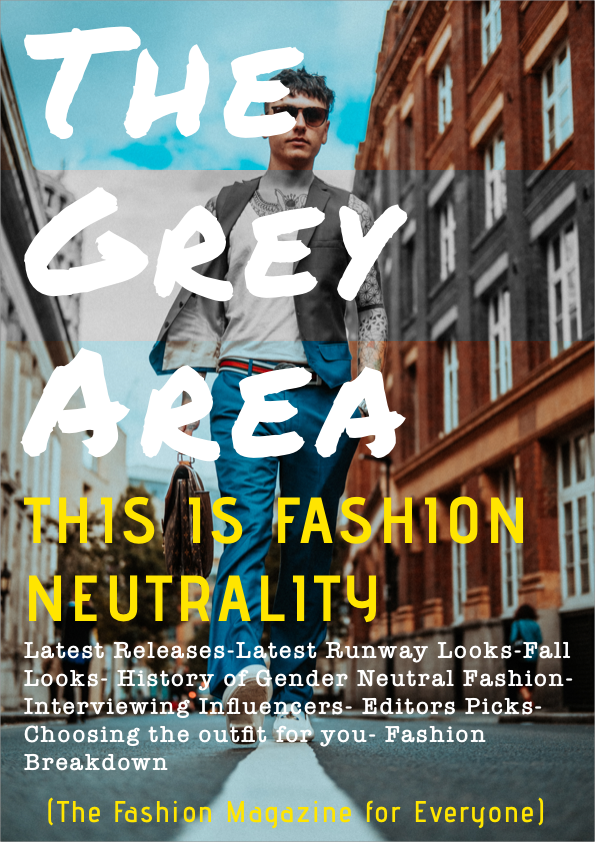 The
Grey
Area
THIS IS FASHION
NEUTRALITY
Latest Releases-Latest Runway Looks-Fall
Looks- History of Gender Neutral Fashion-
Interviewing Influencers- Editors Picks-
Choosing the outfit for you- Fashion
Breakdown
(The Fashion Magazine for Everyone)